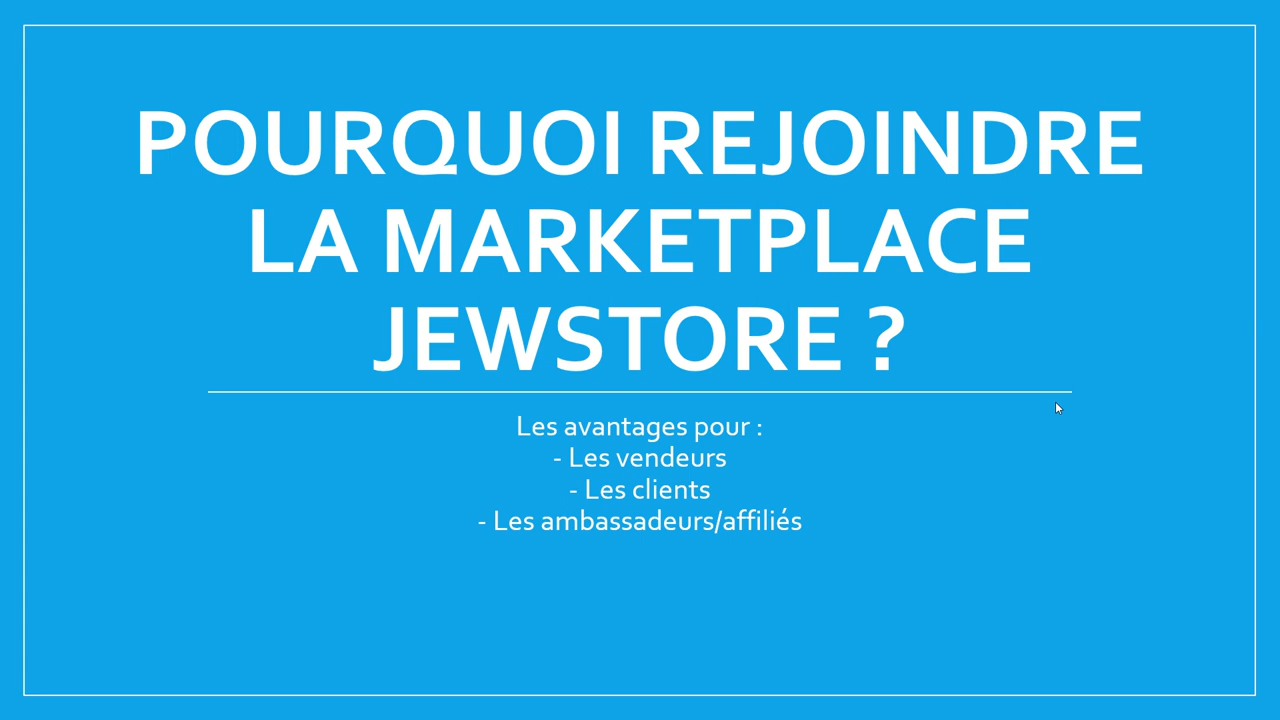 POURQUOI REJOINDRE
LA MARKETPLACE
JEWSTORE ?
Les avantages pour :
- Les vendeurs
- Les clients
- Les ambassadeurs/affiliés